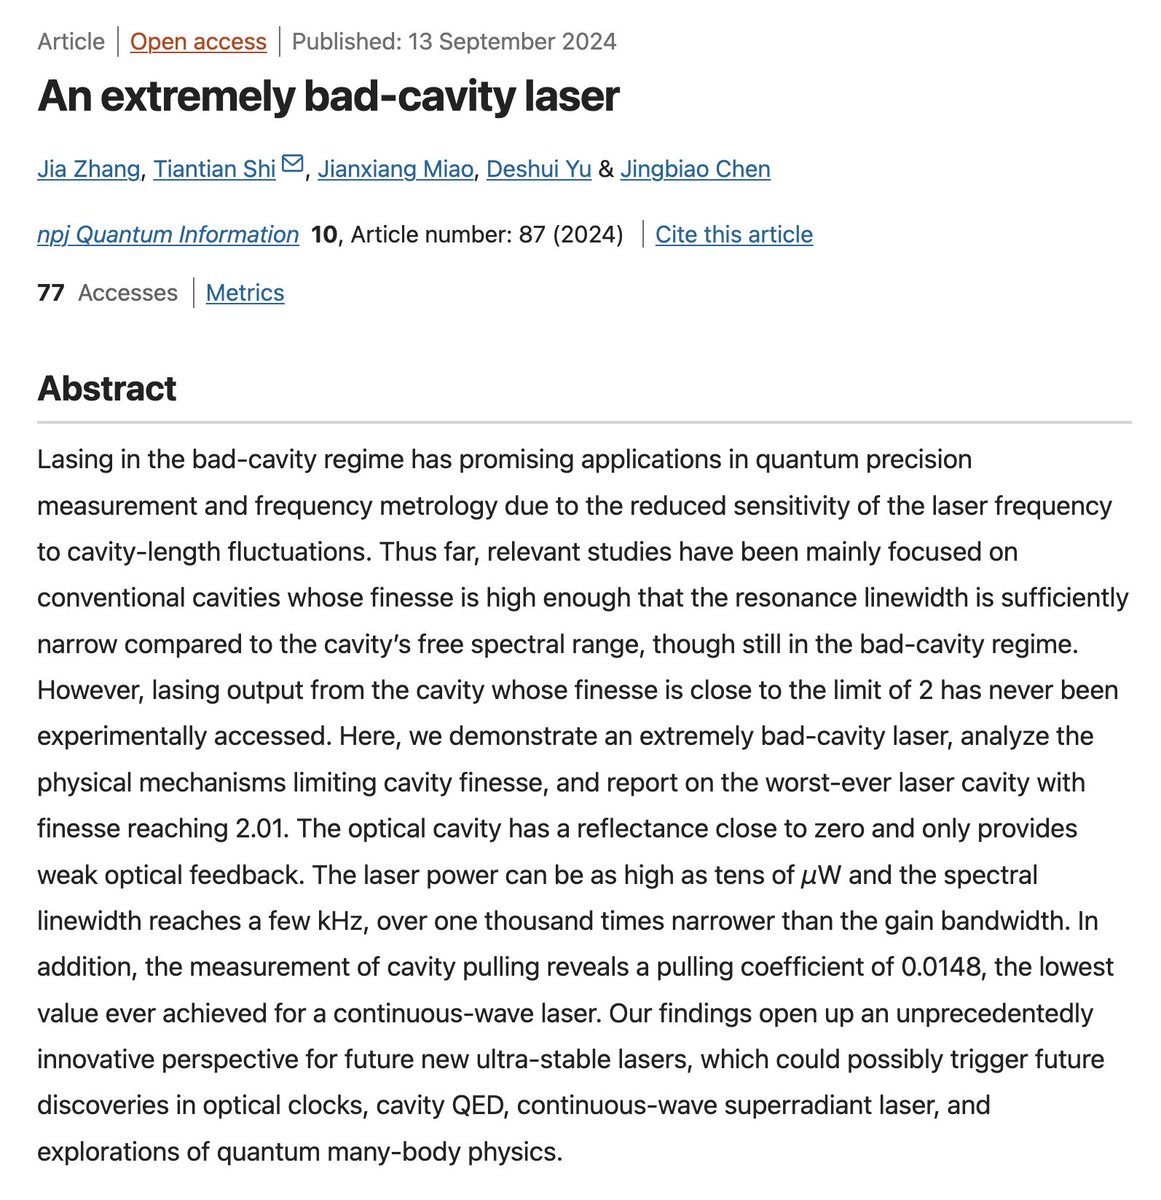 Article | Open access | Published: 13 September 2024
An extremely bad-cavity laser
Jia Zhang, Tiantian Shi, Jianxiang Miao, Deshui Yu & Jingbiao Chen
npj Quantum Information 10, Article number: 87 (2024) | Cite this article
77 Accesses | Metrics
Abstract
Lasing in the bad-cavity regime has promising applications in quantum precision
measurement and frequency metrology due to the reduced sensitivity of the laser frequency
to cavity-length fluctuations. Thus far, relevant studies have been mainly focused on
conventional cavities whose finesse is high enough that the resonance linewidth is sufficiently
narrow compared to the cavity’s free spectral range, though still in the bad-cavity regime.
However, lasing output from the cavity whose finesse is close to the limit of 2 has never been
experimentally accessed. Here, we demonstrate an extremely bad-cavity laser, analyze the
physical mechanisms limiting cavity finesse, and report on the worst-ever laser cavity with
finesse reaching 2.01. The optical cavity has a reflectance close to zero and only provides
weak optical feedback. The laser power can be as high as tens of μW and the spectral
linewidth reaches a few kHz, over one thousand times narrower than the gain bandwidth. In
addition, the measurement of cavity pulling reveals a pulling coefficient of 0.0148, the lowest
value ever achieved for a continuous-wave laser. Our findings open up an unprecedentedly
innovative perspective for future new ultra-stable lasers, which could possibly trigger future
discoveries in optical clocks, cavity QED, continuous-wave superradiant laser, and
explorations of quantum many-body physics.